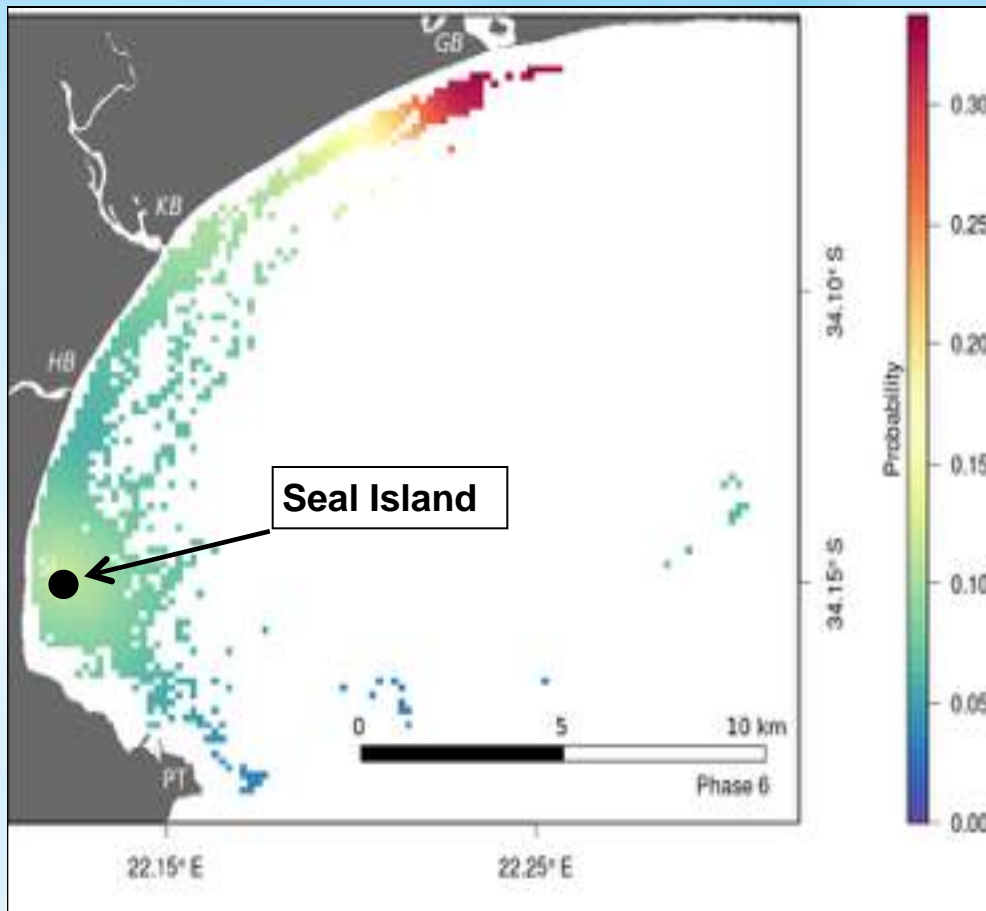 GB
KB
HB
PT
Seal Island
0 5 10 km
Phase 6
22.15° E 22.25° E
34.10° S
34.15° S
Probability
0.30
0.25
0.20
0.15
0.10
0.05
0.00